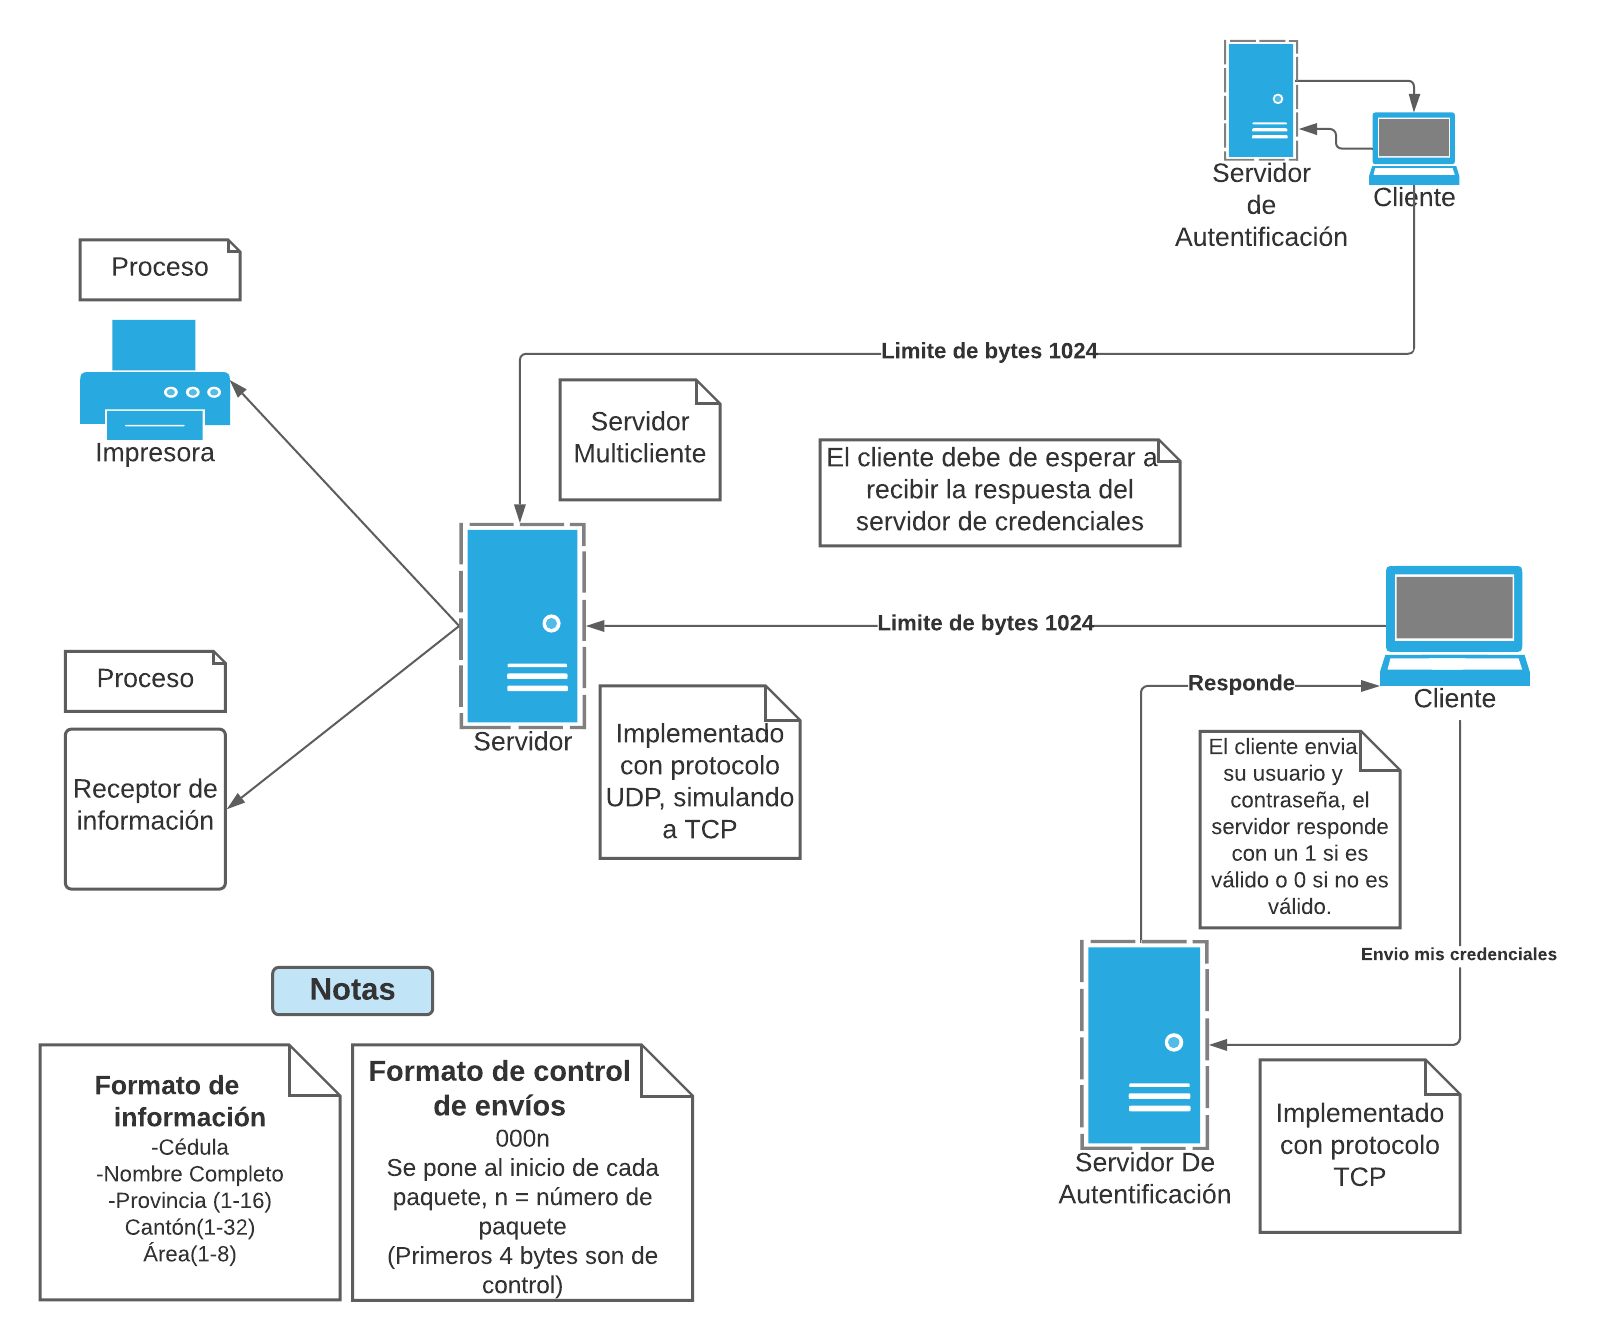 Servidor
de
Autentificación
Cliente
Proceso
Impresora
Limite de bytes 1024
Servidor
Multicliente
El cliente debe de esperar a
recibir la respuesta del
servidor de credenciales
Limite de bytes 1024
Cliente
Responde
Proceso
Receptor de
información
Servidor
Implementado
con protocolo
UDP, simulando
a TCP
El cliente envia
su usuario y
contraseña, el
servidor responde
con un 1 si es
válido o 0 si no es
válido.
Envio mis credenciales
Servidor De
Autentificación
Implementado
con protocolo
TCP
Notas
Formato de
información
-Cédula
-Nombre Completo
-Provincia (1-16)
Cantón(1-32)
Área(1-8)
Formato de control
de envíos
000n
Se pone al inicio de cada
paquete, n = número de
paquete
(Primeros 4 bytes son de
control)